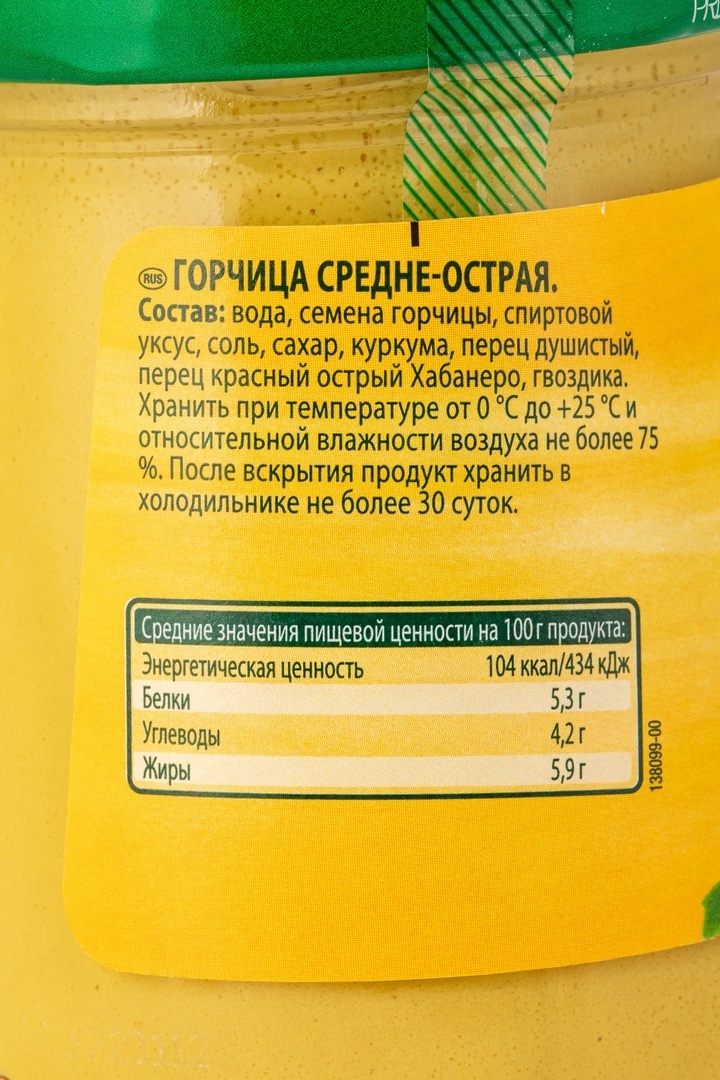 RUS ГОРЧИЦА СРЕДНЕ-ОСТРАЯ.
Состав: вода, семена горчицы, спиртовой
уксус, соль, сахар, куркума, перец душистый,
перец красный острый Хабанеро, гвоздика.
Хранить при температуре от 0 °C до +25 °C и
относительной влажности воздуха не более 75
%. После вскрытия продукт хранить в
холодильнике не более 30 суток.
Средние значения пищевой ценности на 100 г продукта:
Энергетическая ценность 104 ккал/434 кДж
Белки 5,3 г
Углеводы 4,2 г
Жиры 5,9 г
138099-00